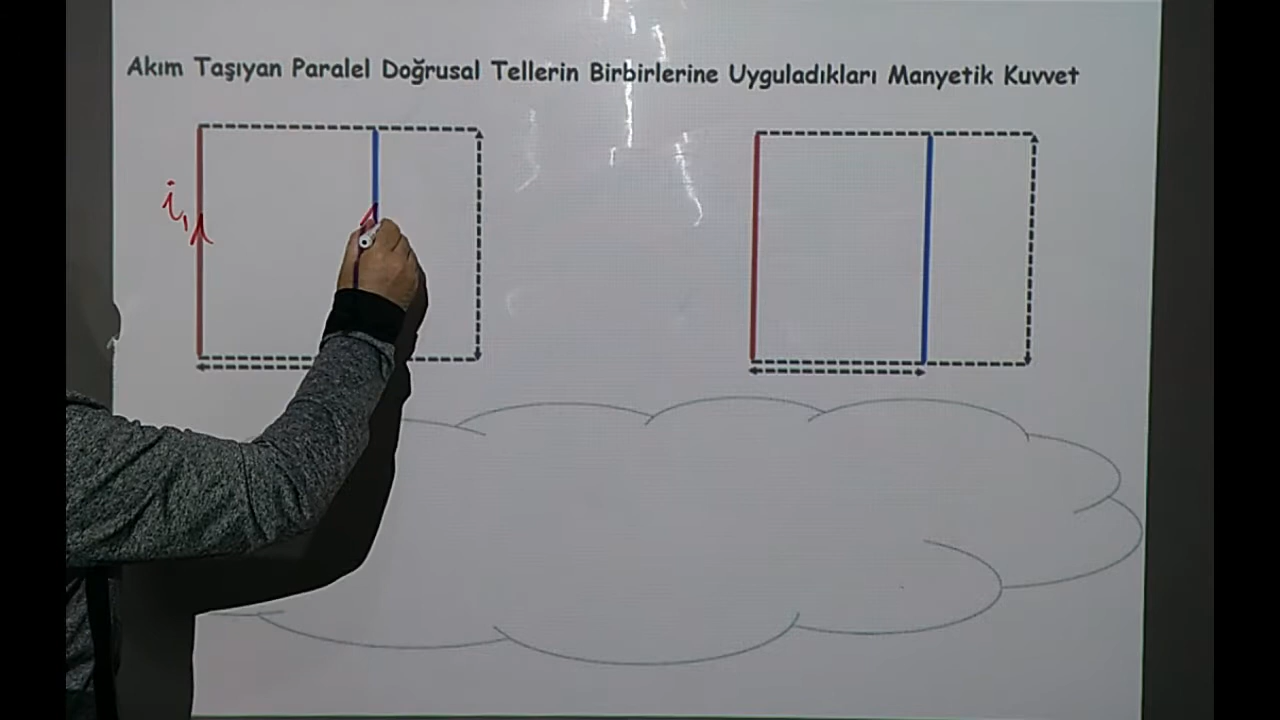 Akım Taşıyan Paralel Doğrusal Tellerin Birbirlerine Uyguladıkları Manyetik Kuvvet
i₁